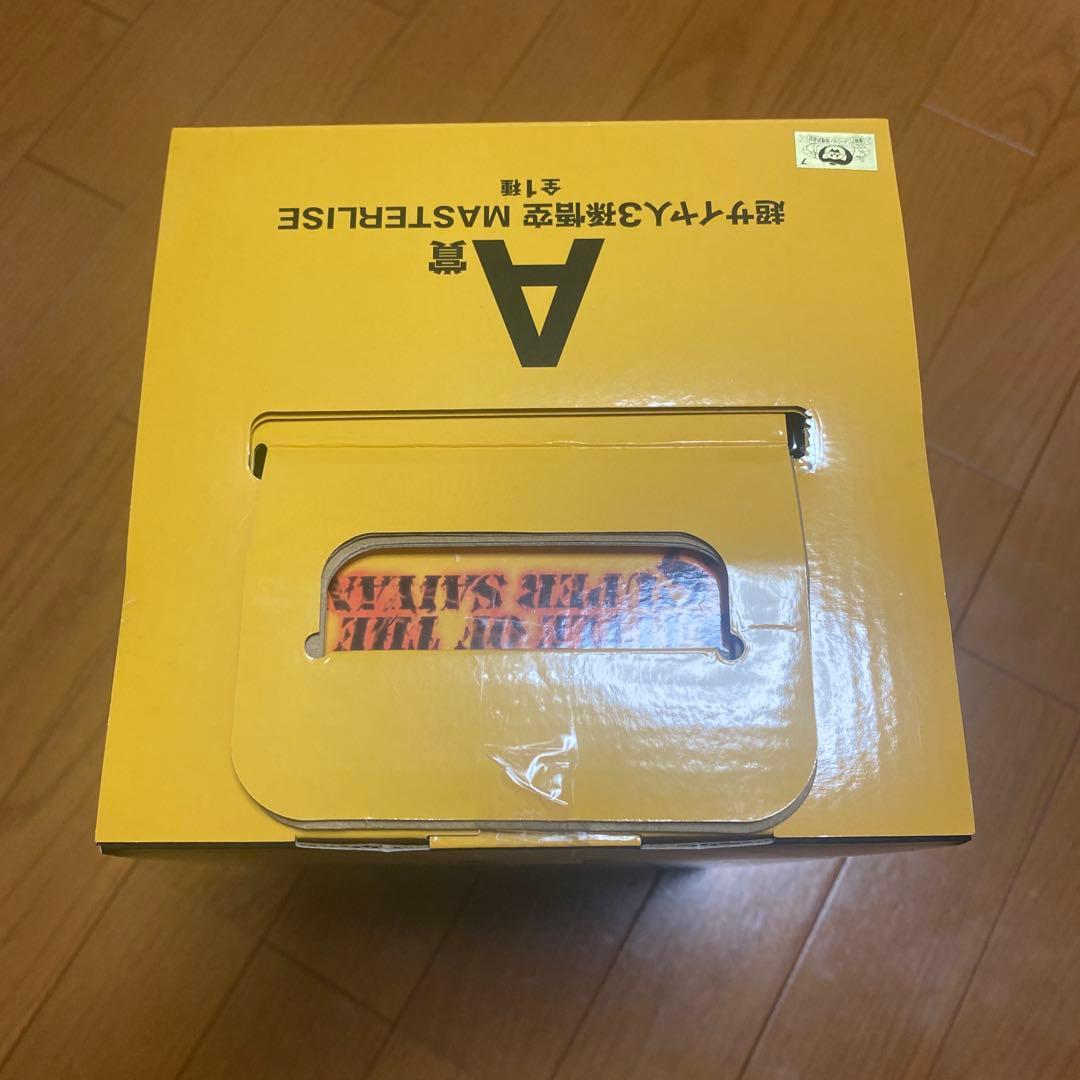 OF THE
SUPER SAIYAN
A賞
超サイヤ人3孫悟空 MASTERLISE
全1種